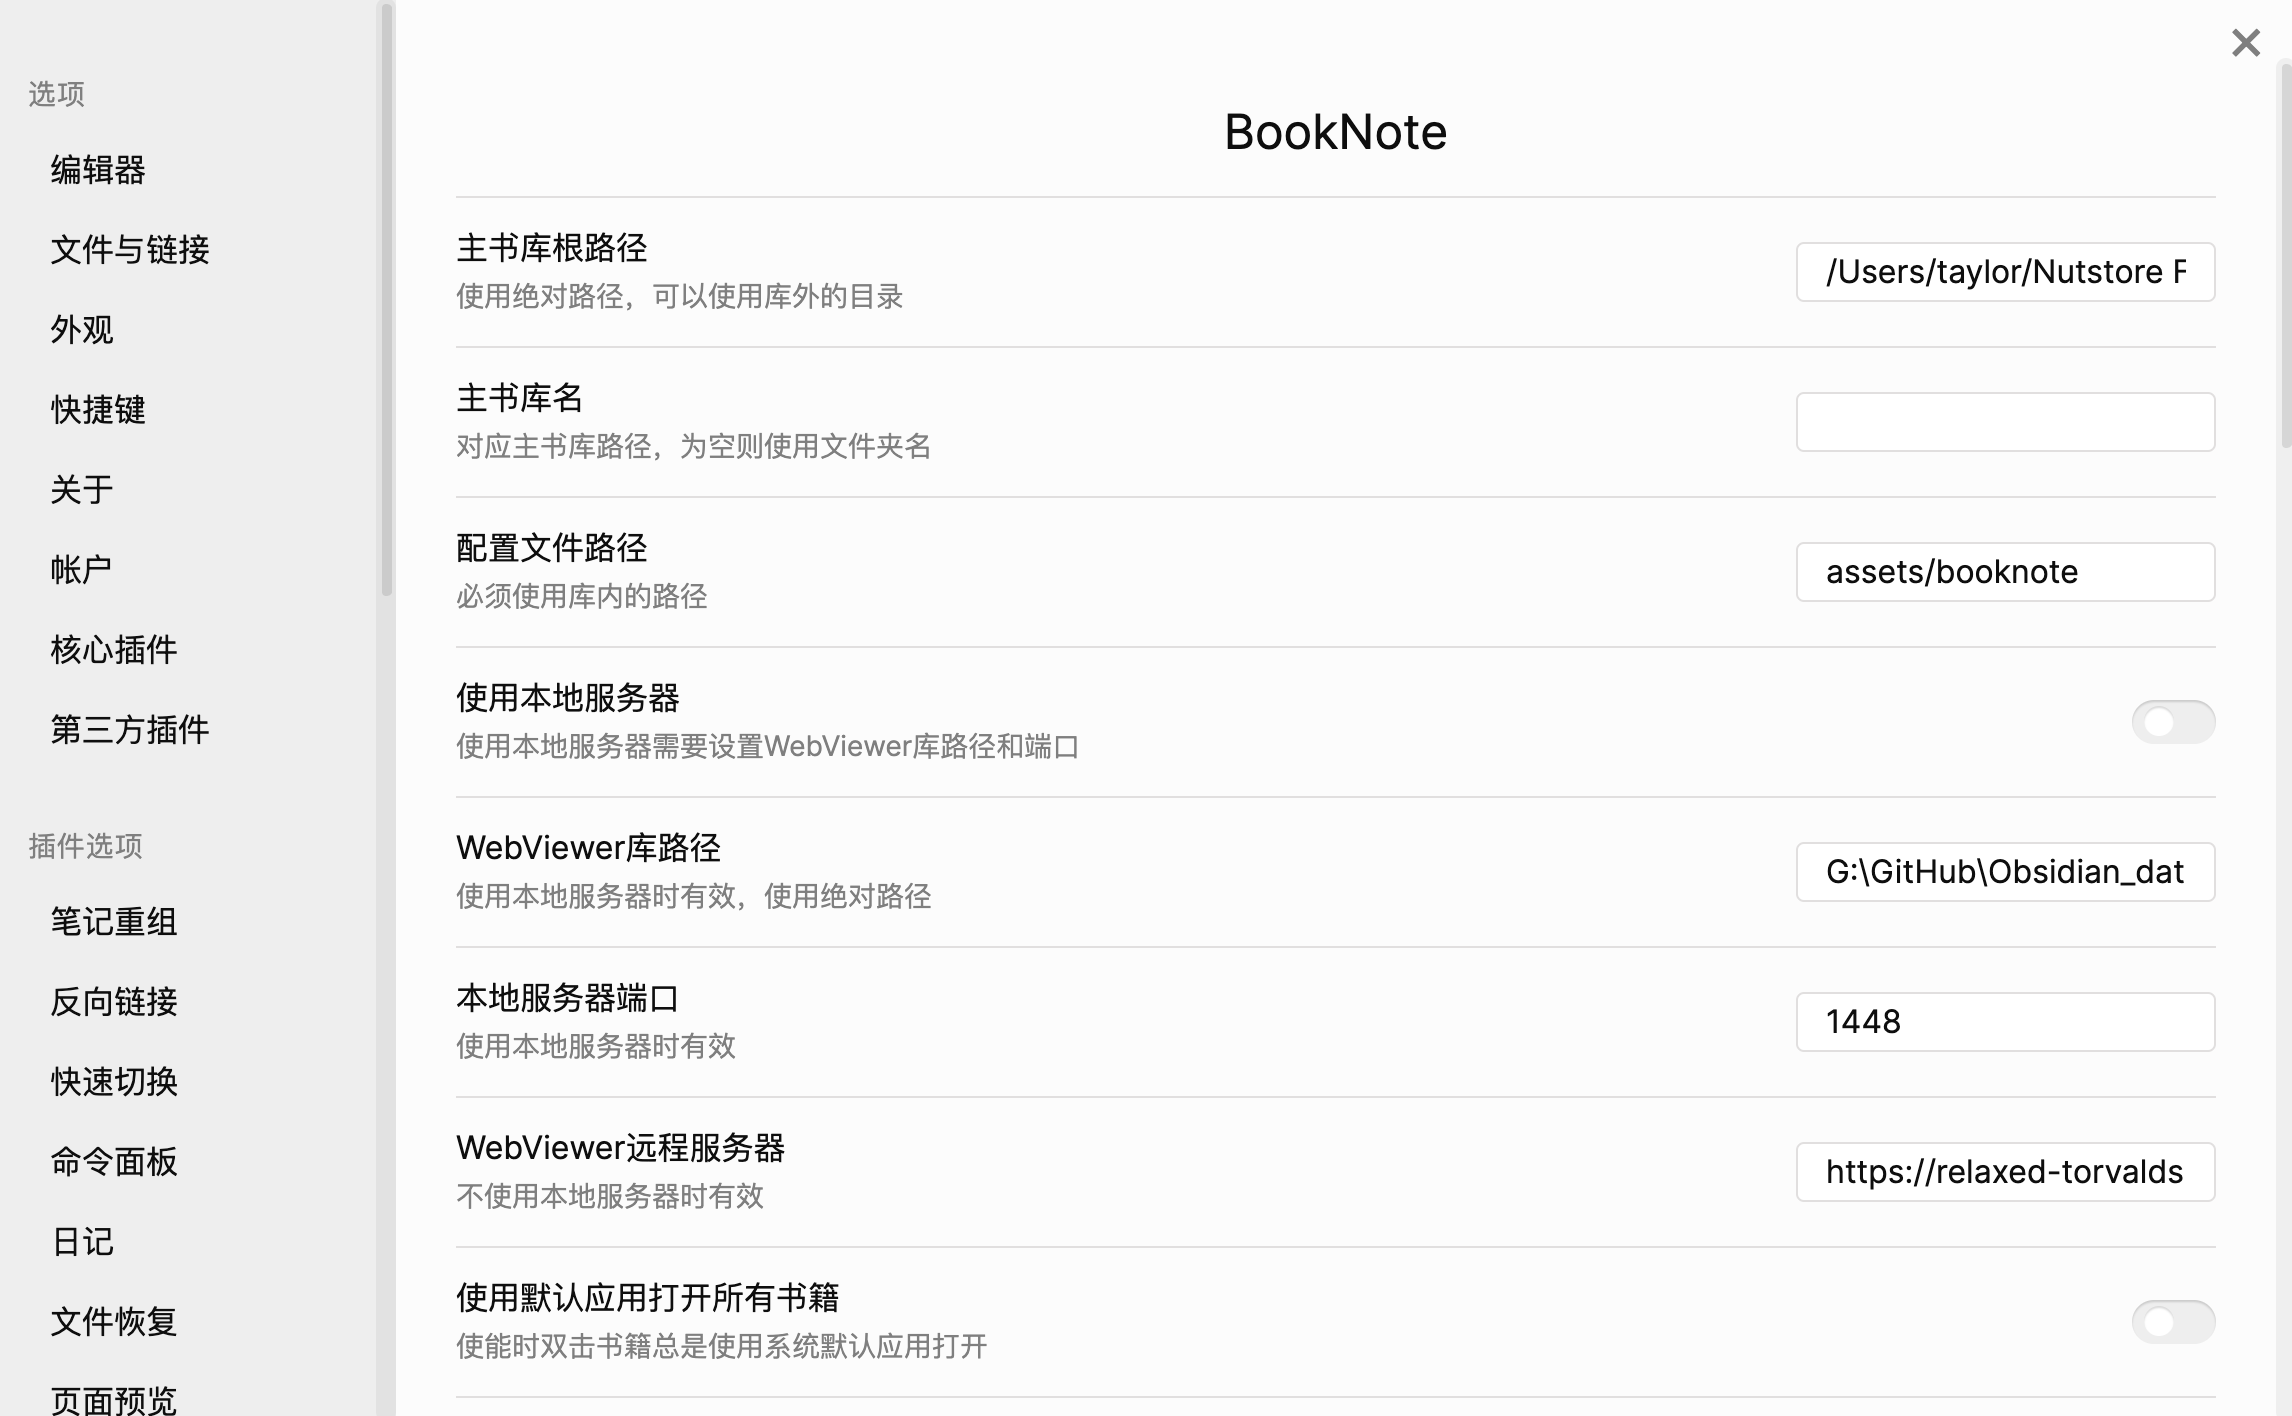 选项
编辑器
文件与链接
外观
快捷键
关于
帐户
核心插件
第三方插件
插件选项
笔记重组
反向链接
快速切换
命令面板
日记
文件恢复
页面预览
BookNote
主书库根路径
使用绝对路径，可以使用库外的目录
/Users/taylor/Nutstore F
主书库名
对应主书库路径，为空则使用文件夹名
配置文件路径
必须使用库内的路径
assets/booknote
使用本地服务器
使用本地服务器需要设置WebViewer库路径和端口
WebViewer库路径
使用本地服务器时有效，使用绝对路径
G:\GitHub\Obsidian_dat
本地服务器端口
使用本地服务器时有效
1448
WebViewer远程服务器
不使用本地服务器时有效
https://relaxed-torvalds
使用默认应用打开所有书籍
使能时双击书籍总是使用系统默认应用打开